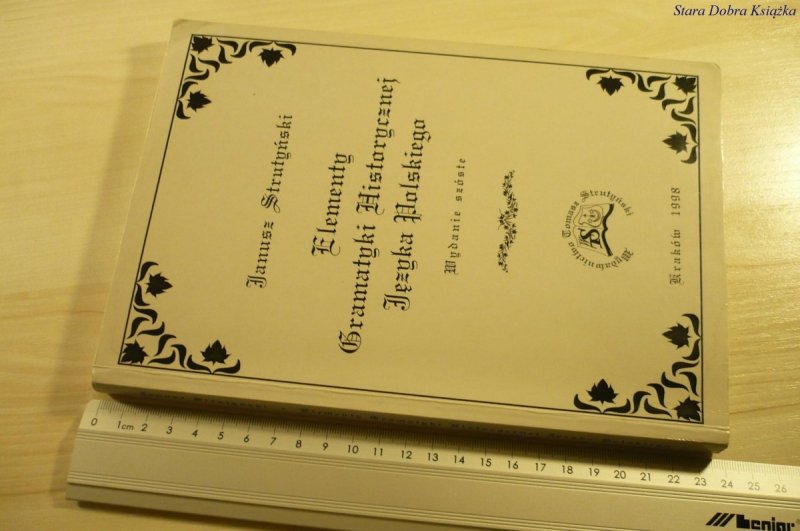 Stara Dobra Książka
Janusz Strutyński
Elementy
Gramatyki Historycznej
Języka Polskiego
Wydanie szóste
Wydawnictwo Tomasa Strutyński
Kraków 1998
0 1cm 2 3 4 5 6 7 8 9 10 11 12 13 14 15 16 17 18 19 20 21 22 23 24 25 26